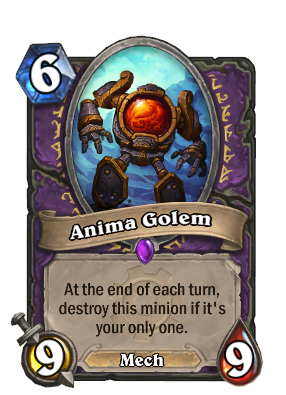 6
Anima Golem
At the end of each turn,
destroy this minion if it's
your only one.
9
Mech
9